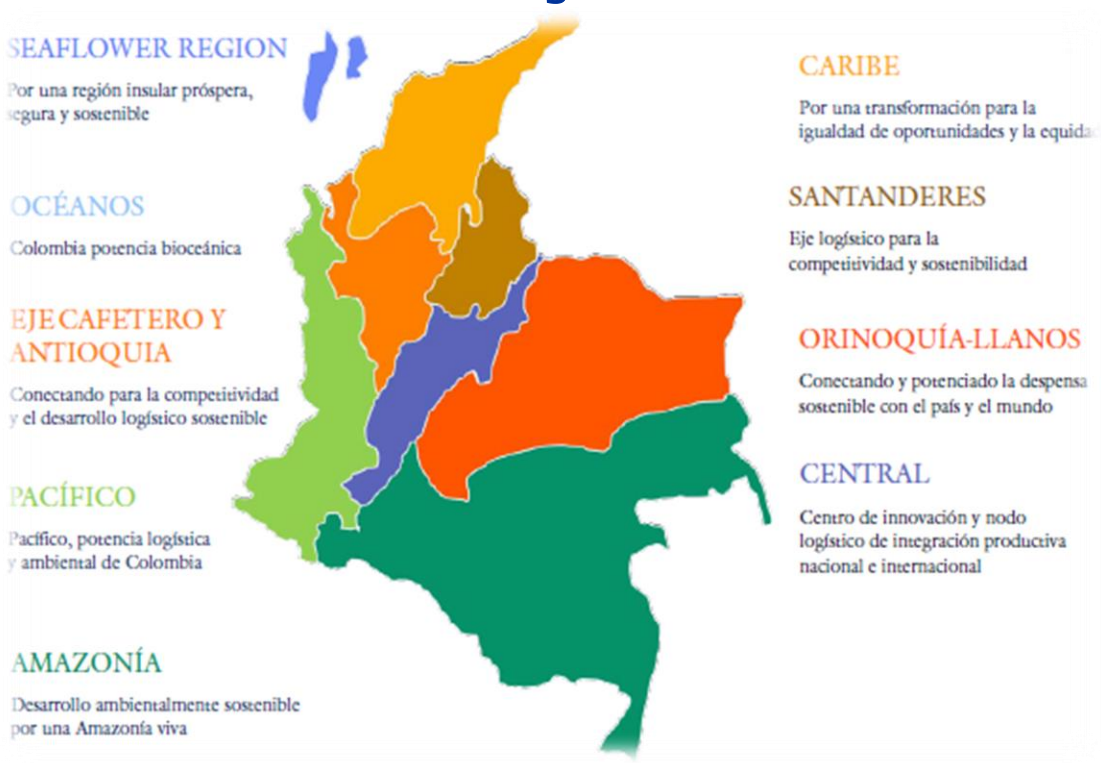 SEAFLOWER REGION
Por una región insular próspera,
segura y sostenible
OCÉANOS
Colombia potencia bioceánica
EJE CAFETERO Y
ANTIOQUIA
Conectando para la competitividad
y el desarrollo logístico sostenible
PACÍFICO
Pacífico, potencia logística
y ambiental de Colombia
AMAZONÍA
Desarrollo ambientalmente sostenible
por una Amazonía viva
CARIBE
Por una transformación para la
igualdad de oportunidades y la equidad
SANTANDERES
Eje logístico para la
competitividad y sostenibilidad
ORINOQUÍA-LLANOS
Conectando y potenciado la despensa
sostenible con el país y el mundo
CENTRAL
Centro de innovación y nodo
logístico de integración productiva
nacional e internacional